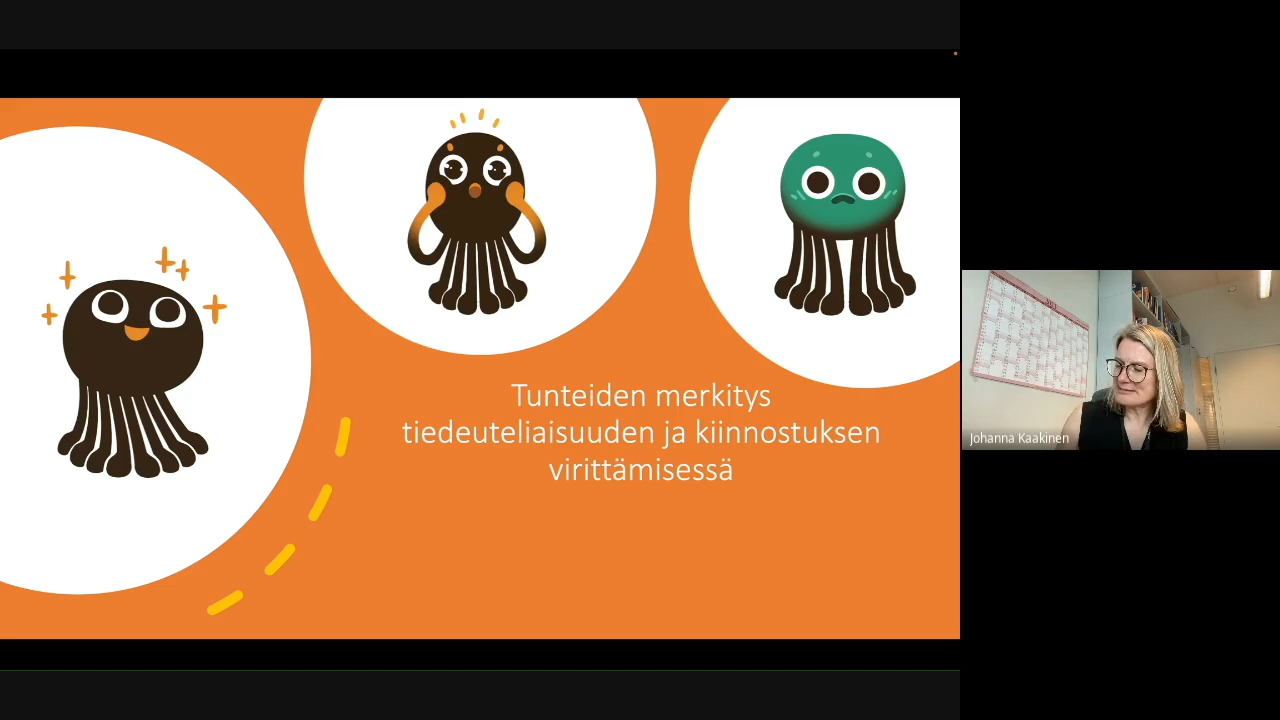 Tunteiden merkitys
tiedeuteliaisuuden ja kiinnostuksen
virittämisessä
Johanna Kaakinen